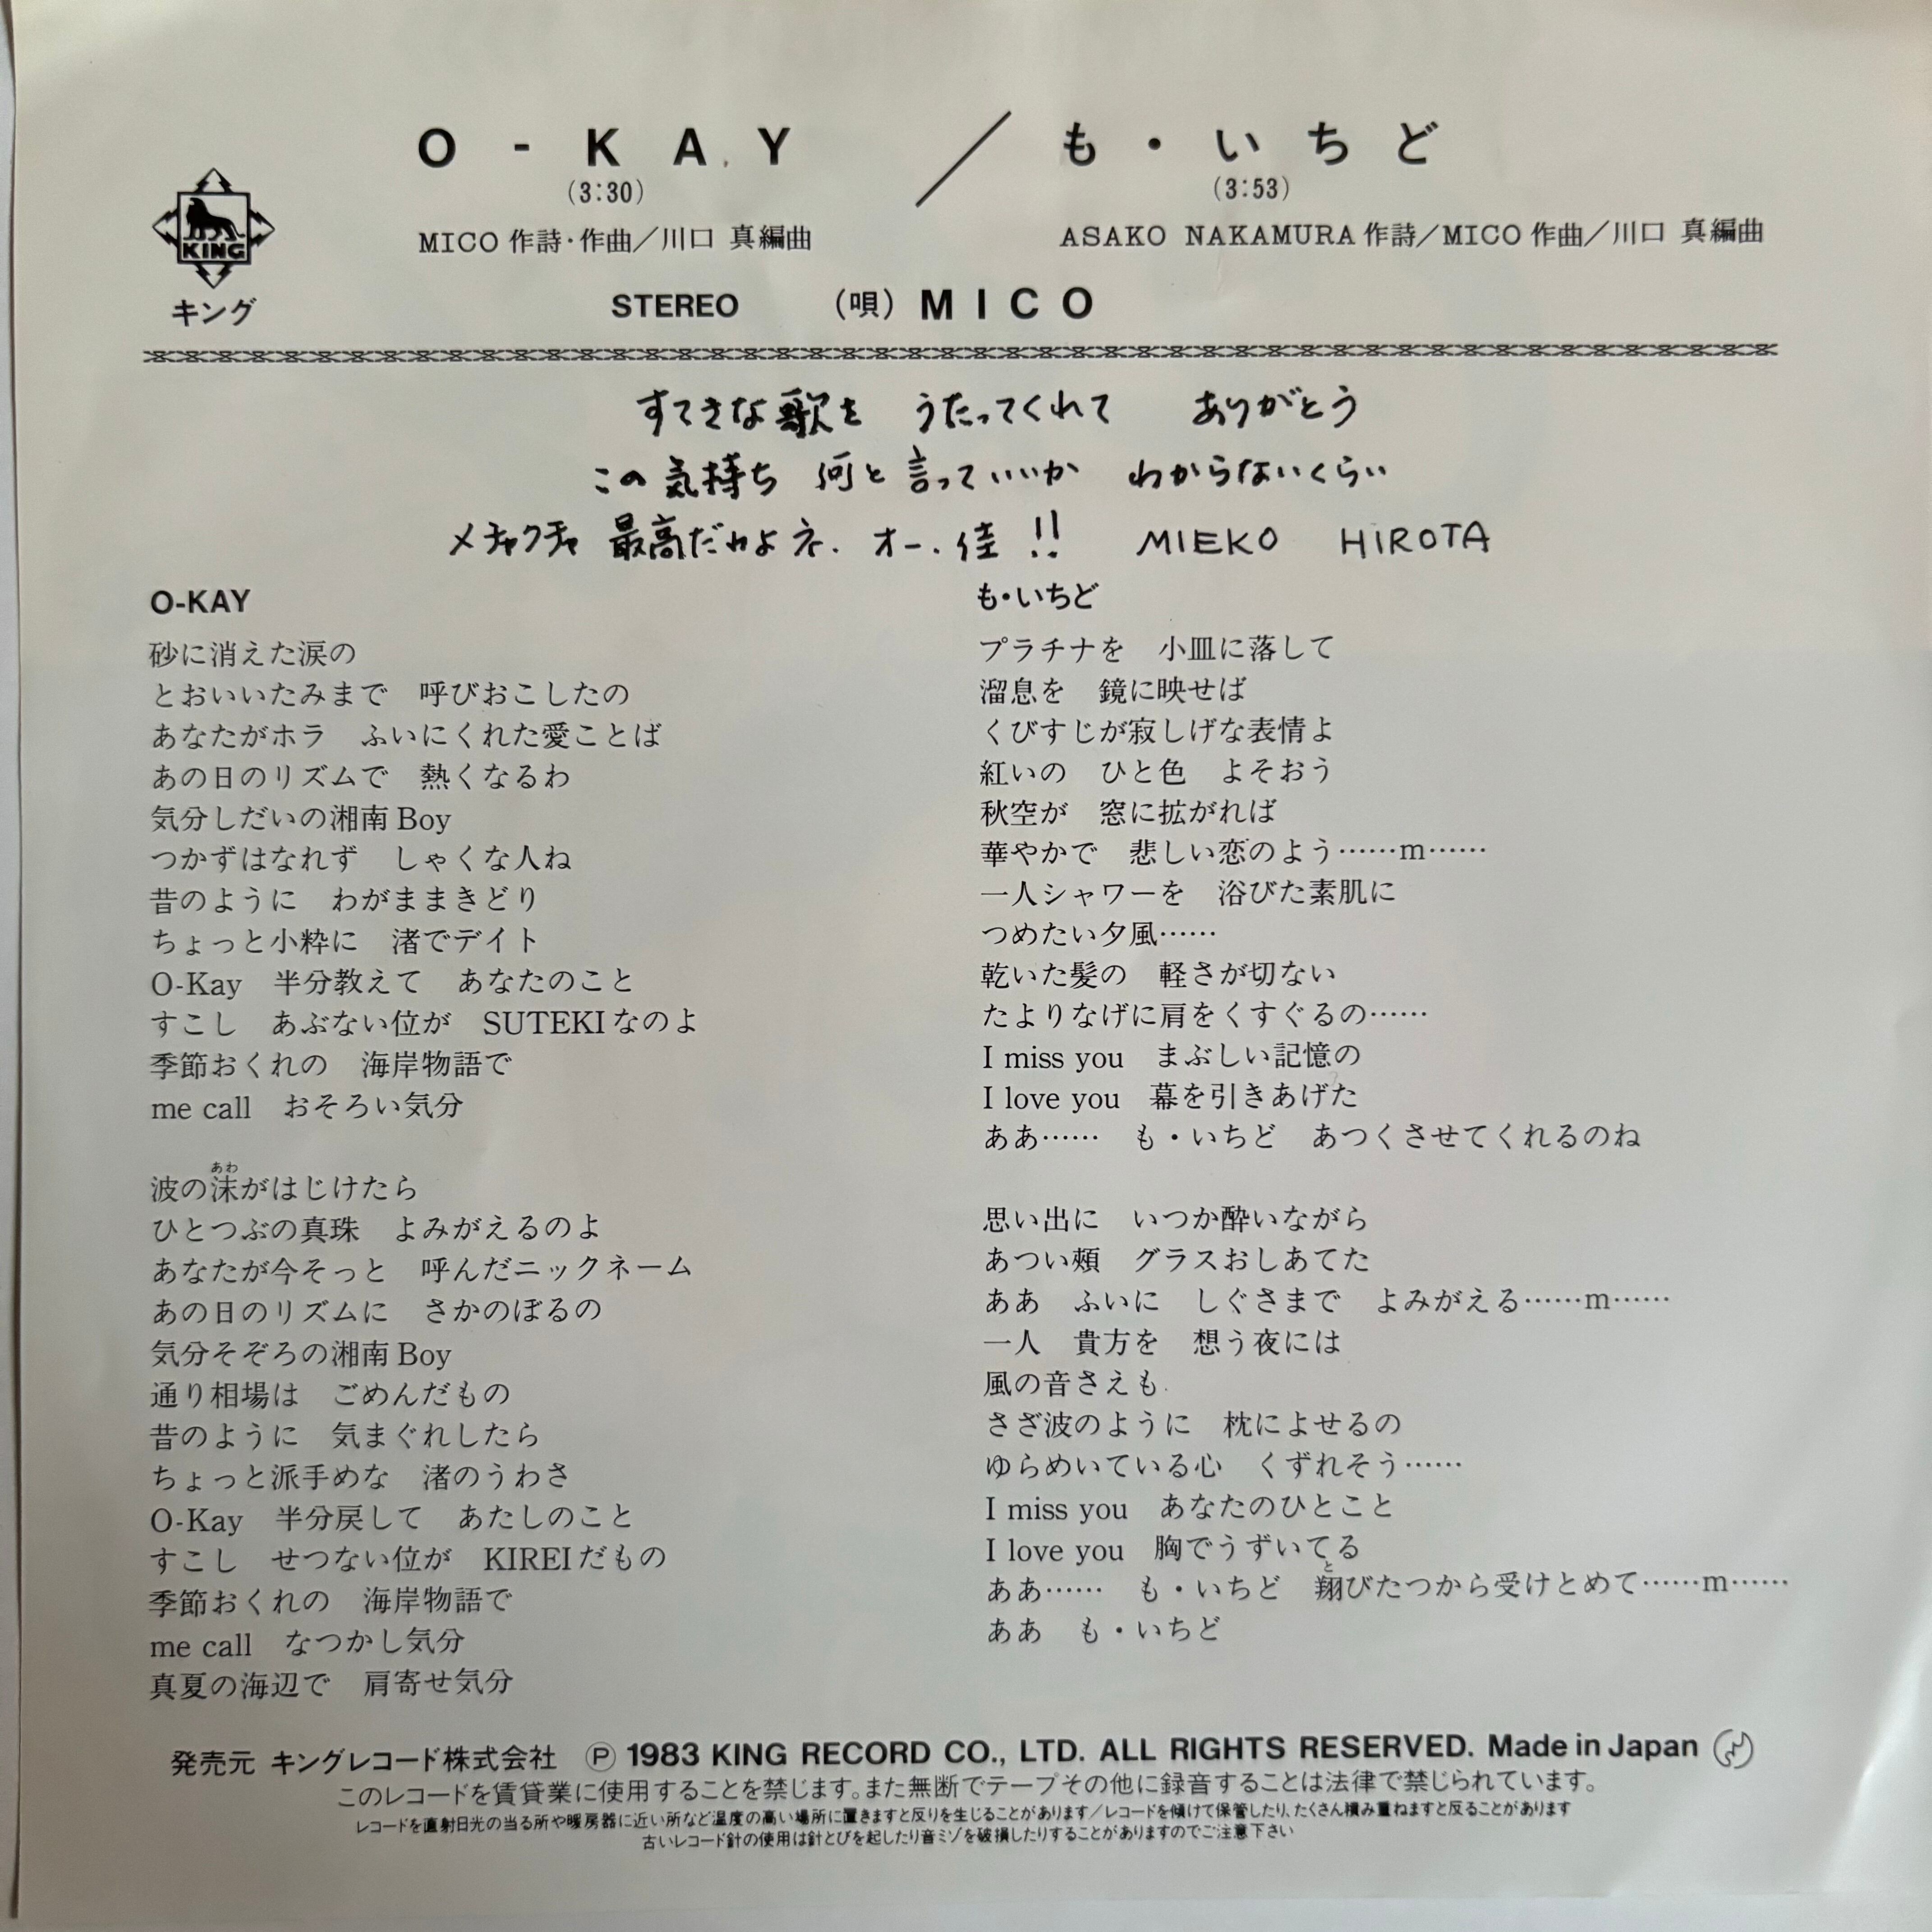 O - KAY ／ も・いちど
(3:30) (3:53)
MICO 作詩・作曲／川口 真編曲 ASAKO NAKAMURA 作詩／MICO 作曲／川口 真編曲
KING
キング
STEREO (唄) MICO
すてきな歌を うたってくれて ありがとう
この気持ち 何と言っていいか わからないくらい
メチャクチャ 最高だわよネ. オー.佳!! MIEKO HIROTA
O-KAY
砂に消えた涙の
とおいいたみまで 呼びおこしたの
あなたがホラ ふいにくれた愛ことば
あの日のリズムで 熱くなるわ
気分しだいの湘南 Boy
つかずはなれず しゃくな人ね
昔のように わがままきどり
ちょっと小粋に 渚でデイト
O-Kay 半分教えて あなたのこと
すこし あぶない位が SUTEKIなのよ
季節おくれの 海岸物語で
me call おそろい気分
波の沫(あわ)がはじけたら
ひとつぶの真珠 よみがえるのよ
あなたが今そっと 呼んだニックネーム
あの日のリズムに さかのぼるの
気分そぞろの湘南 Boy
通り相場は ごめんだもの
昔のように 気まぐれしたら
ちょっと派手めな 渚のうわさ
O-Kay 半分戻して あたしのこと
すこし せつない位が KIREIだもの
季節おくれの 海岸物語で
me call なつかし気分
真夏の海辺で 肩寄せ気分
も・いちど
プラチナを 小皿に落して
溜息を 鏡に映せば
くびすじが寂しげな表情よ
紅いの ひと色 よそおう
秋空が 窓に拡がれば
華やかで 悲しい恋のよう……m……
一人シャワーを 浴びた素肌に
つめたい夕風……
乾いた髪の 軽さが切ない
たよりなげに肩をくすぐるの……
I miss you まぶしい記憶の
I love you 幕を引きあげた
ああ…… も・いちど あつくさせてくれるのね
思い出に いつか酔いながら
あつい頬 グラスおしあてた
ああ ふいに しぐさまで よみがえる……m……
一人 貴方を 想う夜には
風の音さえも
さざ波のように 枕によせるの
ゆらめいている心 くずれそう……
I miss you あなたのひとこと
I love you 胸でうずいてる
ああ…… も・いちど 翔(と)びたつから受けとめて……m……
ああ も・いちど
発売元 キングレコード株式会社 Ⓟ 1983 KING RECORD CO., LTD. ALL RIGHTS RESERVED. Made in Japan
このレコードを賃貸業に使用することを禁じます。また無断でテープその他に録音することは法律で禁じられています。
レコードを直射日光の当る所や暖房器に近い所など温度の高い場所に置きますと反りを生じることがあります／レコードを傾けて保管したり、たくさん積み重ねますと反ることがあります
古いレコード針の使用は針とびを起したり音ミゾを破損したりすることがありますのでご注意下さい